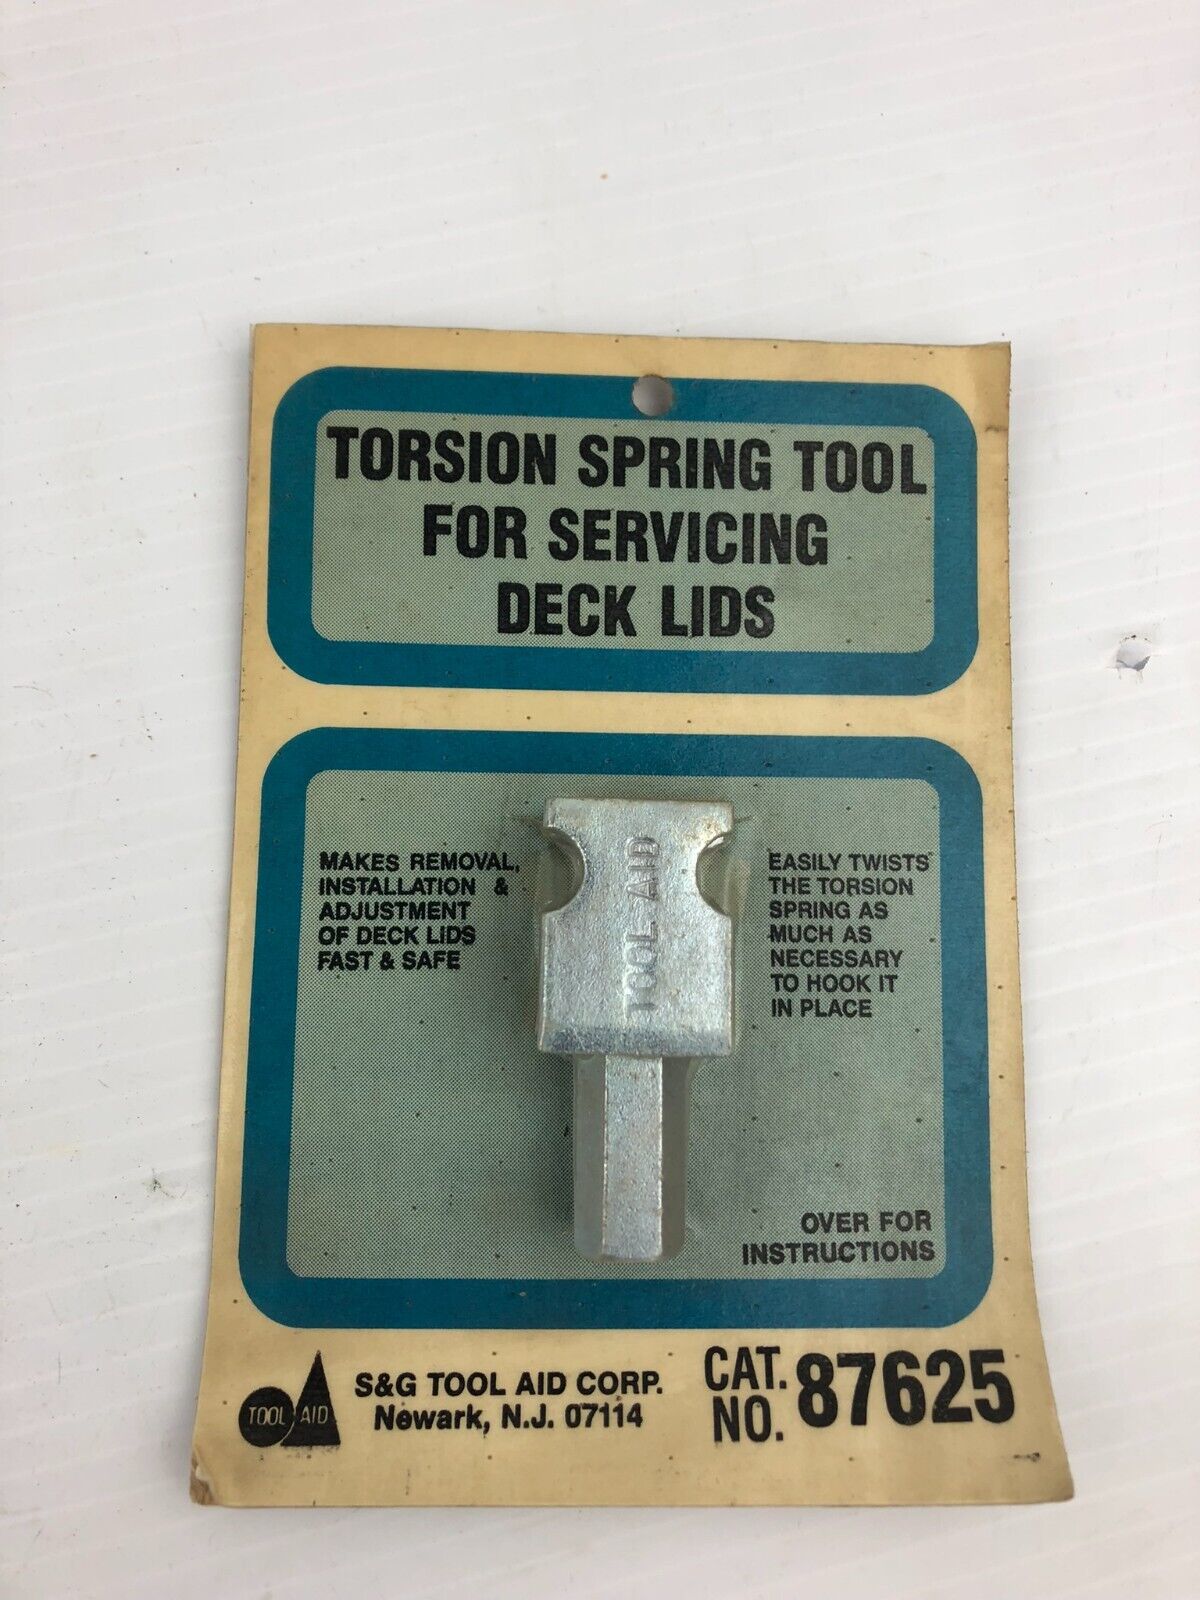 TORSION SPRING TOOL
FOR SERVICING
DECK LIDS
MAKES REMOVAL,
INSTALLATION &
ADJUSTMENT
OF DECK LIDS
FAST & SAFE
TOOL AID
EASILY TWISTS
THE TORSION
SPRING AS
MUCH AS
NECESSARY
TO HOOK IT
IN PLACE
OVER FOR
INSTRUCTIONS
TOOL AID
S&G TOOL AID CORP.
Newark, N.J. 07114
CAT.
NO. 87625